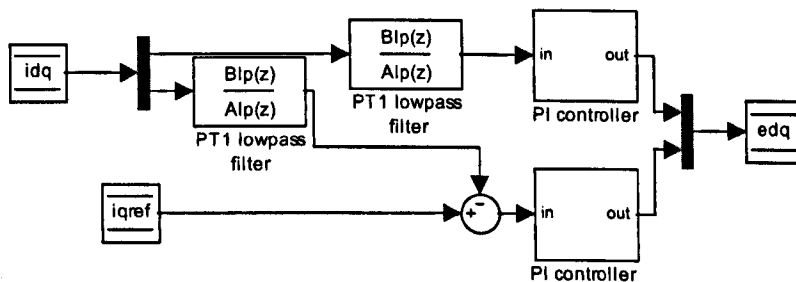 Blp(z)
Alp(z)
PT1 lowpass
filter
in
out
PI controller
idq
Blp(z)
Alp(z)
PT1 lowpass
filter
edq
iqref
+
-
in
out
PI controller